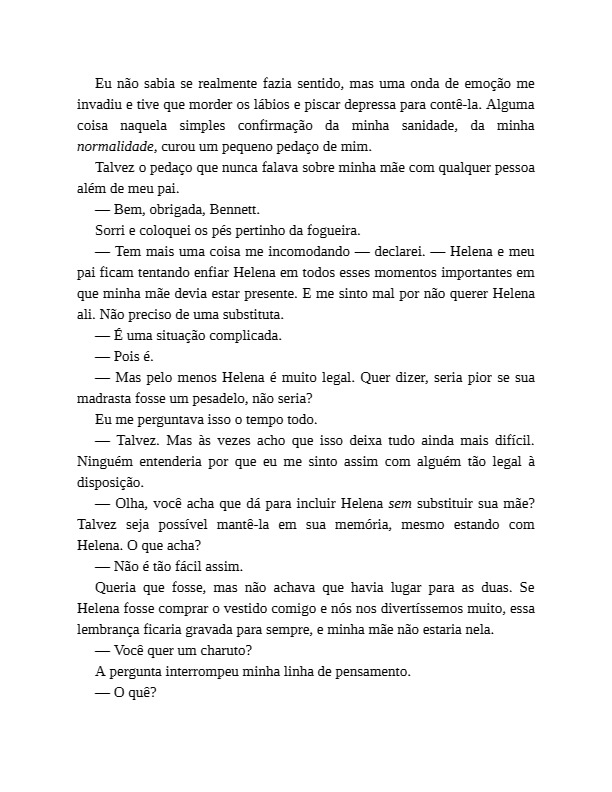 Eu não sabia se realmente fazia sentido, mas uma onda de emoção me
invadiu e tive que morder os lábios e piscar depressa para contê-la. Alguma
coisa naquela simples confirmação da minha sanidade, da minha
normalidade, curou um pequeno pedaço de mim.
Talvez o pedaço que nunca falava sobre minha mãe com qualquer pessoa
além de meu pai.
— Bem, obrigada, Bennett.
Sorri e coloquei os pés pertinho da fogueira.
— Tem mais uma coisa me incomodando — declarei. — Helena e meu
pai ficam tentando enfiar Helena em todos esses momentos importantes em
que minha mãe devia estar presente. E me sinto mal por não querer Helena
ali. Não preciso de uma substituta.
— É uma situação complicada.
— Pois é.
— Mas pelo menos Helena é muito legal. Quer dizer, seria pior se sua
madrasta fosse um pesadelo, não seria?
Eu me perguntava isso o tempo todo.
— Talvez. Mas às vezes acho que isso deixa tudo ainda mais difícil.
Ninguém entenderia por que eu me sinto assim com alguém tão legal à
disposição.
— Olha, você acha que dá para incluir Helena sem substituir sua mãe?
Talvez seja possível mantê-la em sua memória, mesmo estando com
Helena. O que acha?
— Não é tão fácil assim.
Queria que fosse, mas não achava que havia lugar para as duas. Se
Helena fosse comprar o vestido comigo e nós nos divertíssemos muito, essa
lembrança ficaria gravada para sempre, e minha mãe não estaria nela.
— Você quer um charuto?
A pergunta interrompeu minha linha de pensamento.
— O quê?